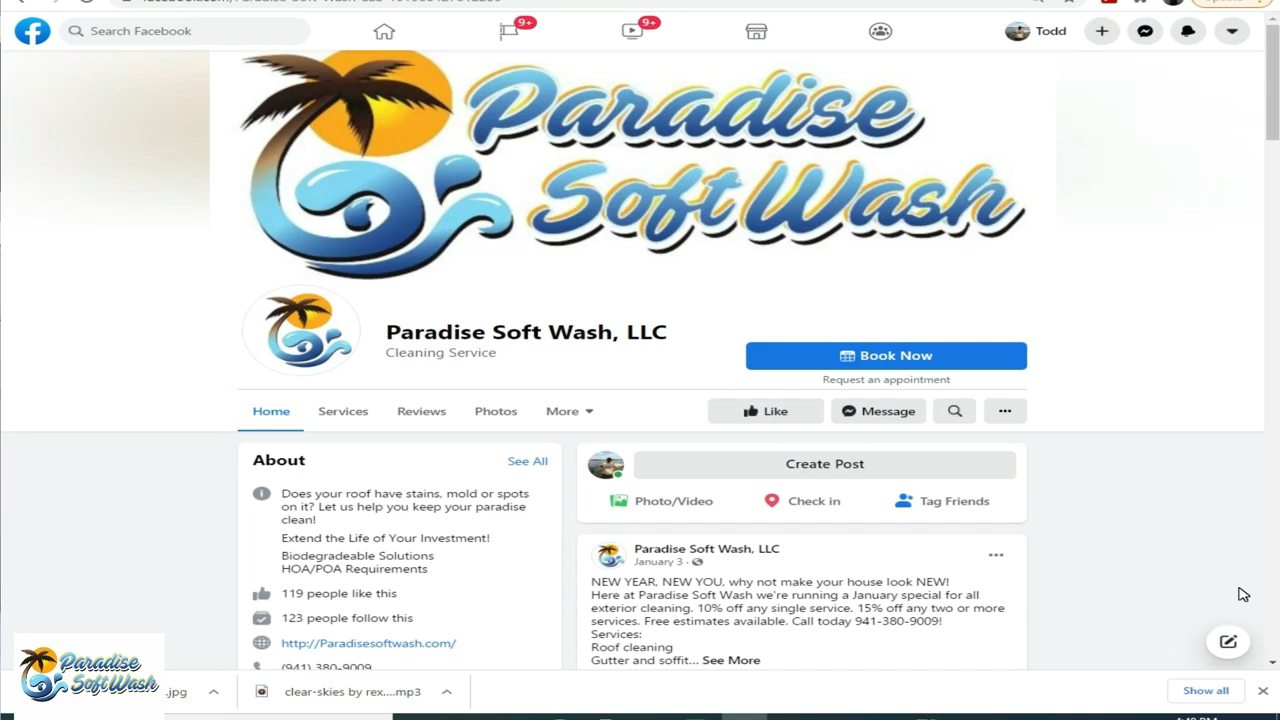 Search Facebook
9+
9+
Todd
Paradise
Soft Wash
Paradise Soft Wash, LLC
Cleaning Service
Book Now
Request an appointment
Home
Services
Reviews
Photos
More
Like
Message
About
See All
Does your roof have stains, mold or spots
on it? Let us help you keep your paradise
clean!
Extend the Life of Your Investment!
Biodegradeable Solutions
HOA/POA Requirements
119 people like this
123 people follow this
http://Paradisesoftwash.com/
(941) 380-9009
Create Post
Photo/Video
Check in
Tag Friends
Paradise Soft Wash, LLC
January 3
NEW YEAR, NEW YOU, why not make your house look NEW!
Here at Paradise Soft Wash we're running a January special for all
exterior cleaning. 10% off any single service. 15% off any two or more
services. Free estimates available. Call today 941-380-9009!
Services:
Roof cleaning
Gutter and soffit... See More
Paradise
Soft Wash
.jpg
clear-skies by rex....mp3
Show all